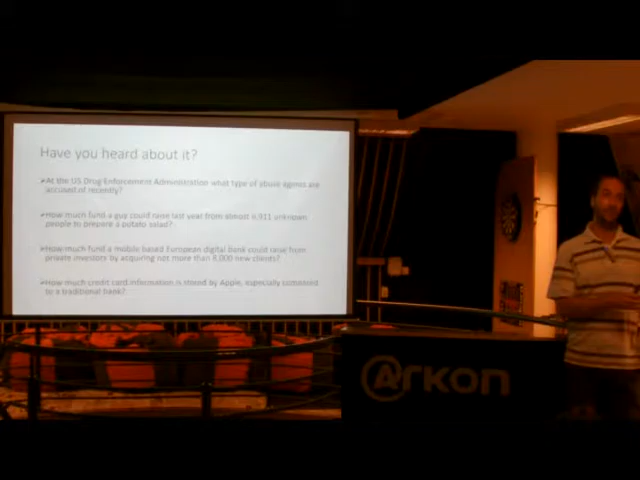 Have you heard about it?
At the US Drug Enforcement Administration what type of abuse agents are
accused of recently?
How much fund a guy could raise last year from almost 6,911 unknown
people to prepare a potato salad?
How much fund a mobile based European digital bank could raise from
private investors by acquiring not more than 8,000 new clients?
How much credit card information is stored by Apple, especially compared
to a traditional bank?
arkon